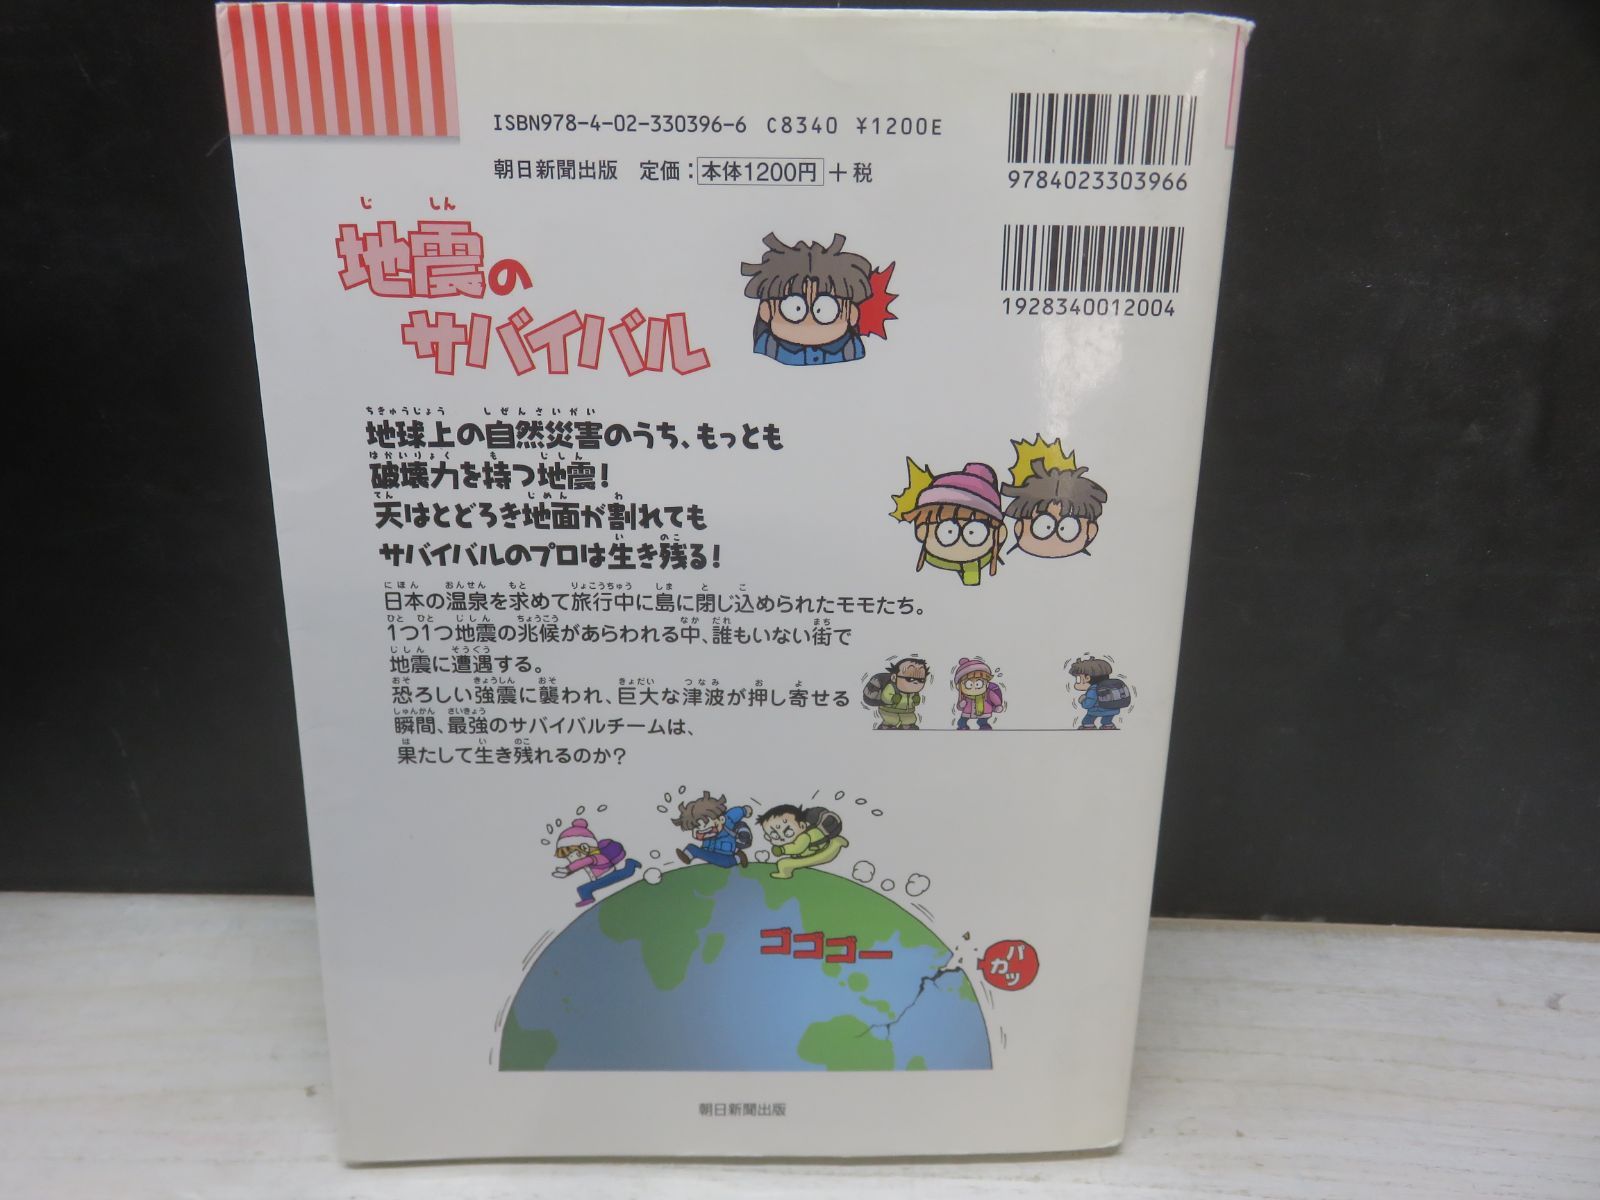 ISBN978-4-02-330396-6 C8340 ¥1200E
朝日新聞出版 定価：本体1200円＋税
9784023303966
1928340012004
じ しん
地震の
サバイバル
ちきゅうじょう しぜんさいがい
地球上の自然災害のうち、もっとも
はかいりょく も じしん
破壊力を持つ地震！
てん じめん わ
天はとどろき地面が割れても
い のこ
サバイバルのプロは生き残る！
にほん おんせん もと りょこうちゅう しま と こ
日本の温泉を求めて旅行中に島に閉じ込められたモモたち。
ひと ひと じしん ちょうこう なか だれ まち
1つ1つ地震の兆候があらわれる中、誰もいない街で
じしん そうぐう
地震に遭遇する。
おそ きょうしん おそ きょだい つなみ お よ
恐ろしい強震に襲われ、巨大な津波が押し寄せる
しゅんかん さいきょう
瞬間、最強のサバイバルチームは、
は い のこ
果たして生き残れるのか？
ゴゴゴー
パカッ
朝日新聞出版